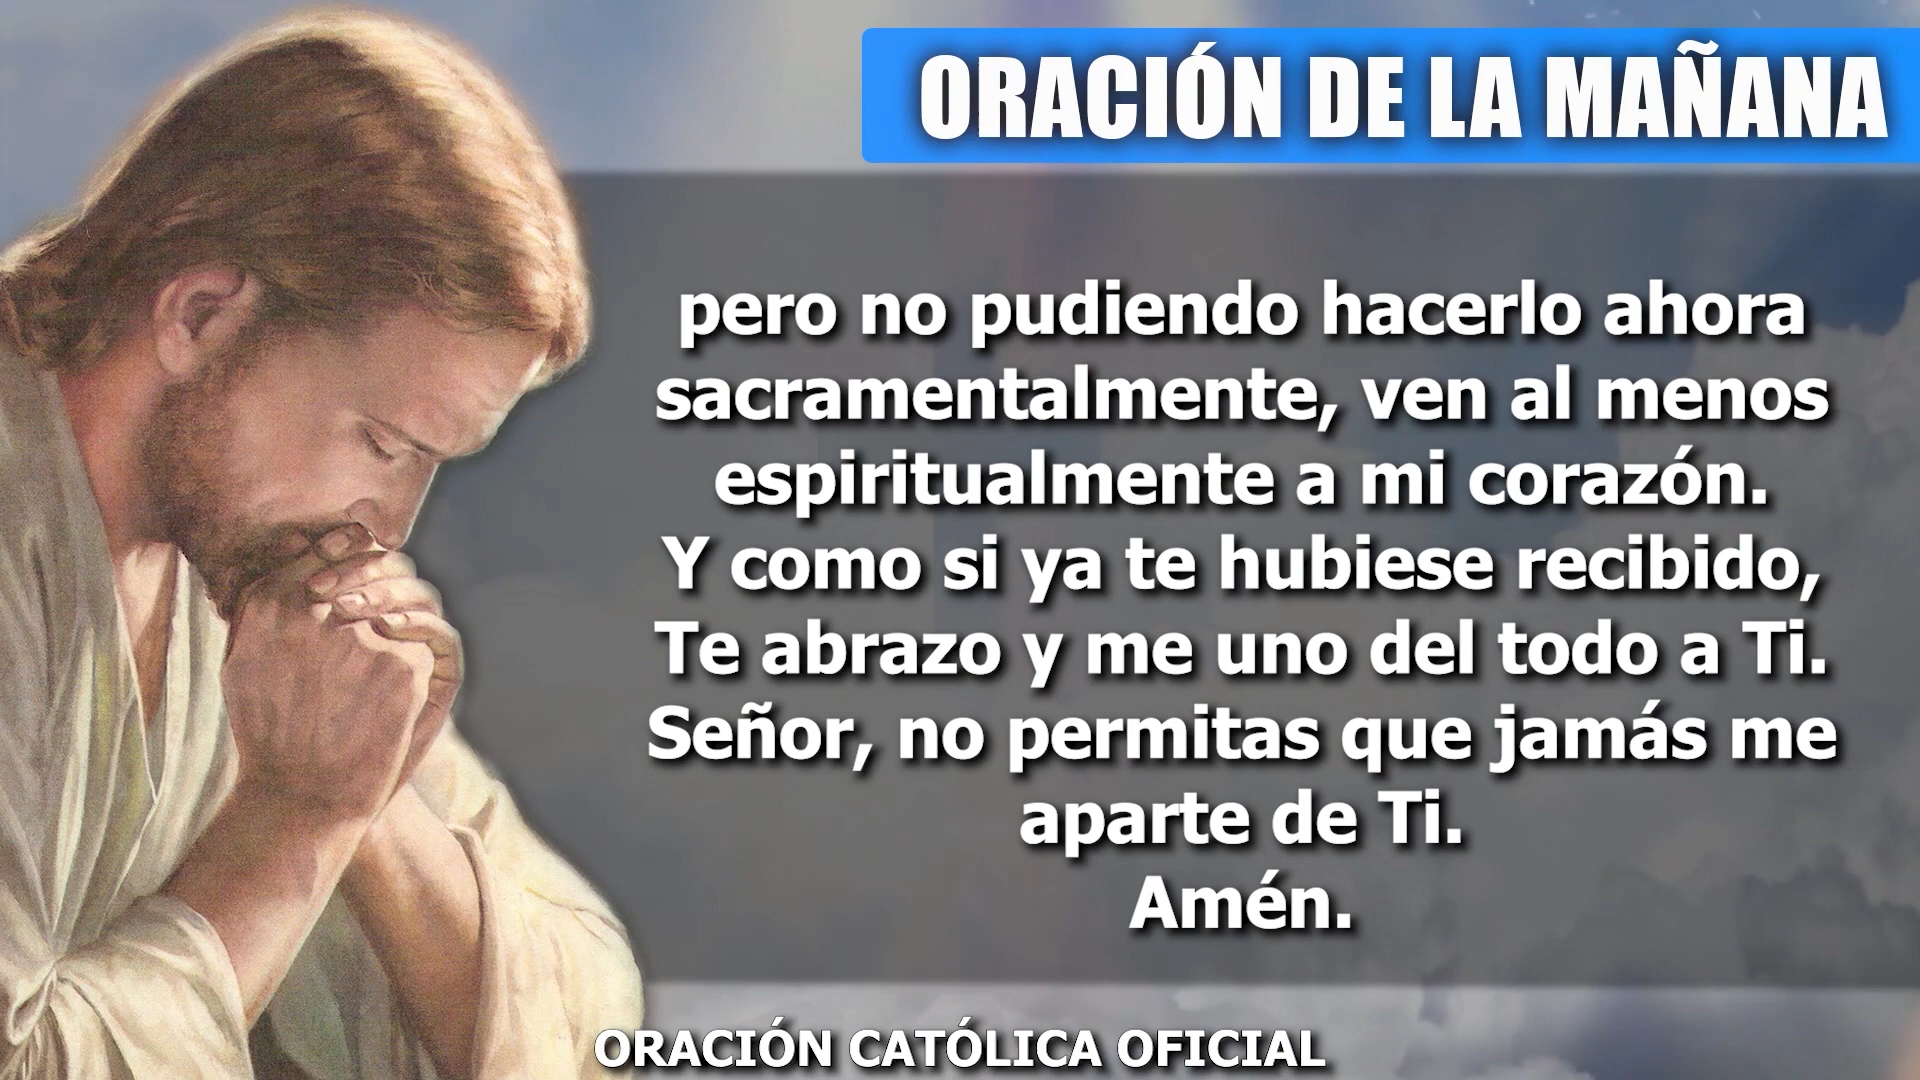 ORACIÓN DE LA MAÑANA
pero no pudiendo hacerlo ahora
sacramentalmente, ven al menos
espiritualmente a mi corazón.
Y como si ya te hubiese recibido,
Te abrazo y me uno del todo a Ti.
Señor, no permitas que jamás me
aparte de Ti.
Amén.
ORACIÓN CATÓLICA OFICIAL